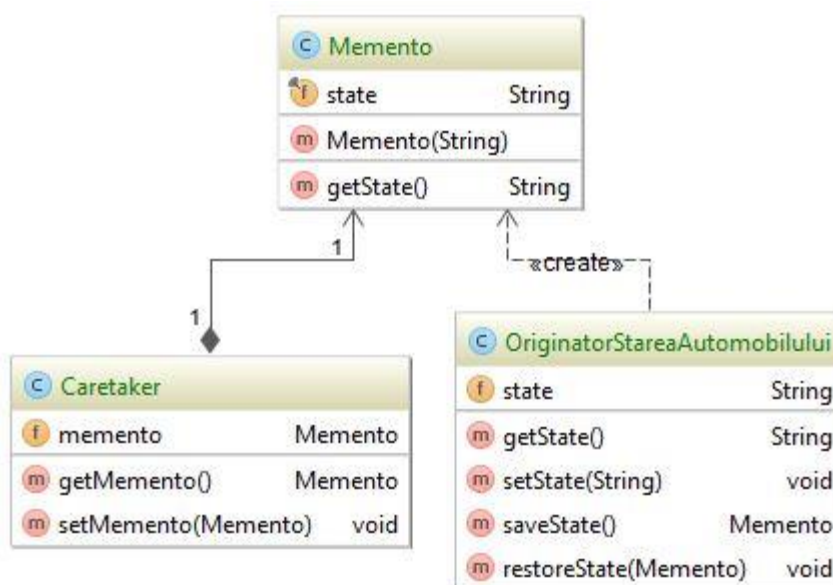 C Memento
f state String
m Memento(String)
m getState() String
1
«create»
1
C Caretaker
f memento Memento
m getMemento() Memento
m setMemento(Memento) void
C OriginatorStareaAutomobilului
f state String
m getState() String
m setState(String) void
m saveState() Memento
m restoreState(Memento) void